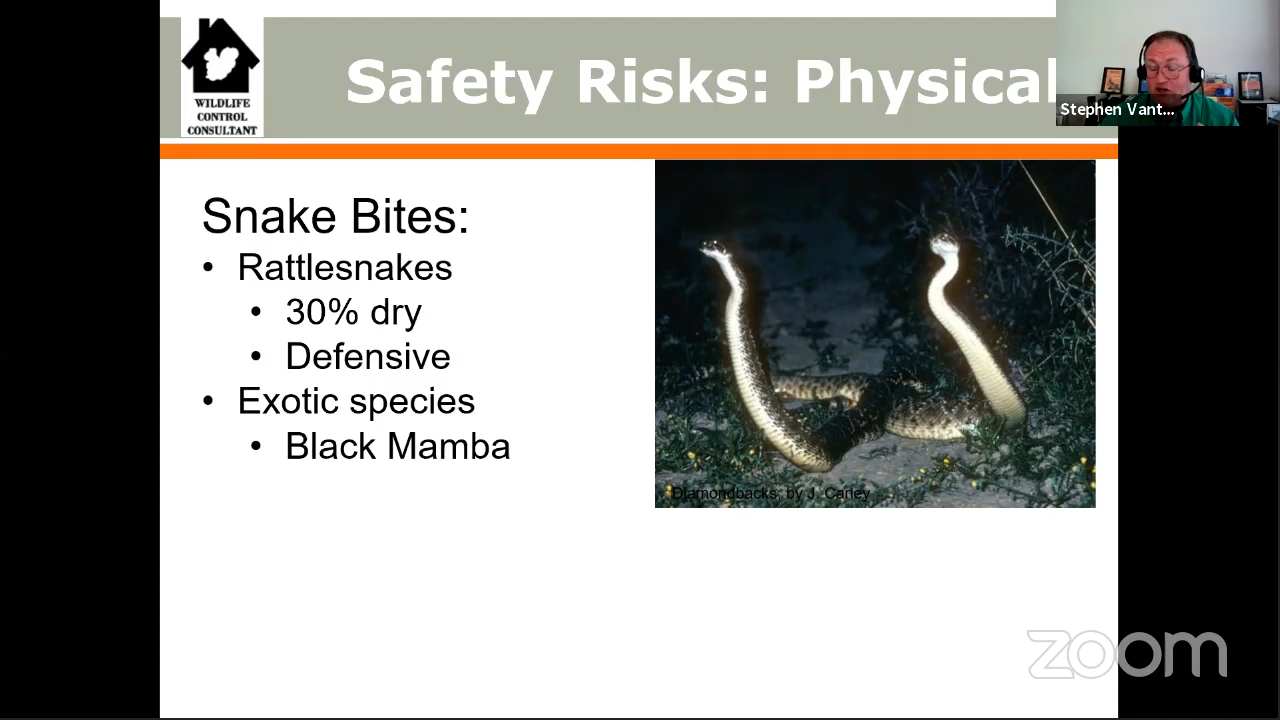 WILDLIFE
CONTROL
CONSULTANT
Safety Risks: Physical
Stephen Vant...
Snake Bites:
• Rattlesnakes
• 30% dry
• Defensive
• Exotic species
• Black Mamba
Diamondbacks, by J. Carley
zoom